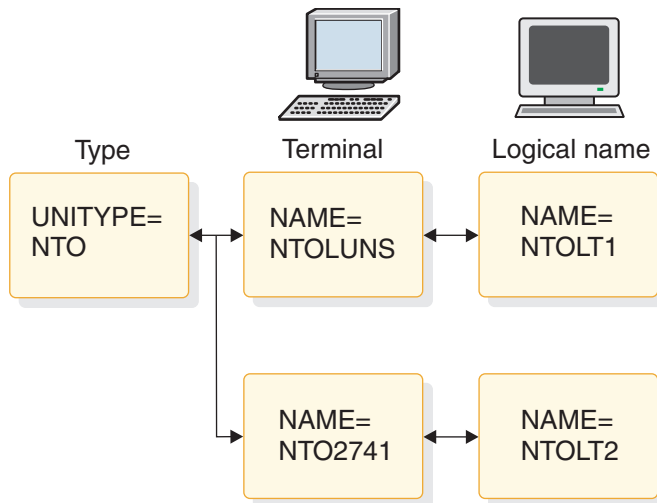 Type
Terminal
Logical name
UNITYPE=
NTO
NAME=
NTOLUNS
NAME=
NTOLT1
NAME=
NTO2741
NAME=
NTOLT2